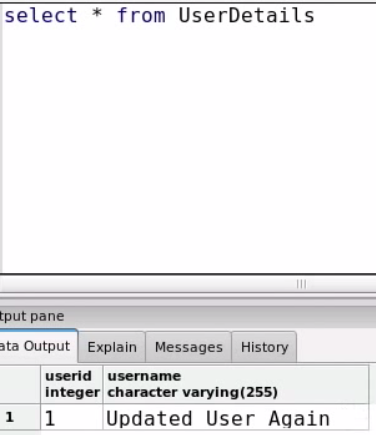 select * from UserDetails
tput pane
ata Output Explain Messages History
userid username
integer character varying(255)
1 1 Updated User Again